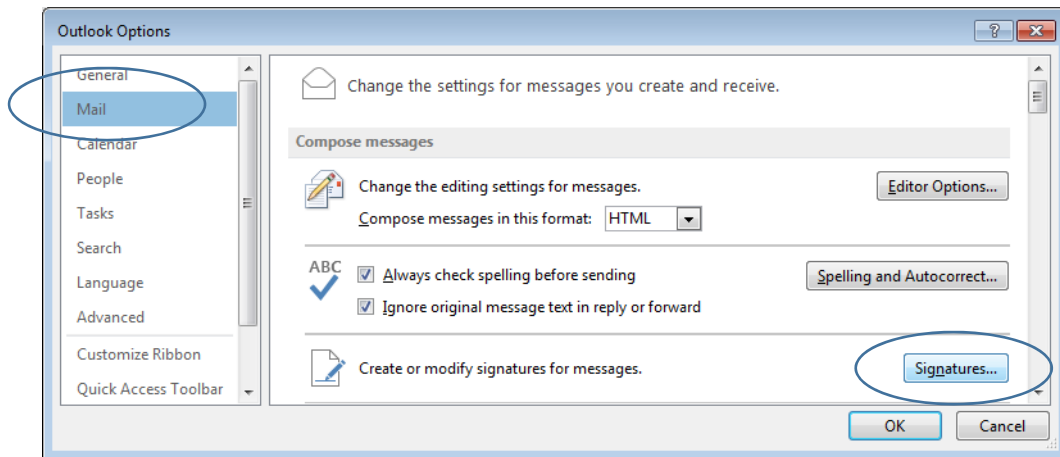 Outlook Options
General
Mail
Calendar
People
Tasks
Search
Language
Advanced
Customize Ribbon
Quick Access Toolbar
Change the settings for messages you create and receive.
Compose messages
Change the editing settings for messages.
Editor Options...
Compose messages in this format: HTML
ABC
Always check spelling before sending
Spelling and Autocorrect...
Ignore original message text in reply or forward
Create or modify signatures for messages.
Signatures...
OK
Cancel